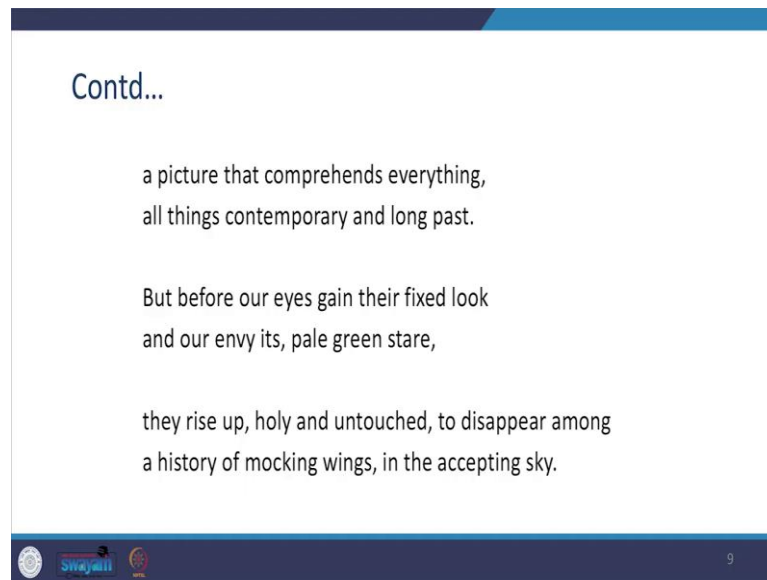 Contd...
a picture that comprehends everything,
all things contemporary and long past.
But before our eyes gain their fixed look
and our envy its, pale green stare,
they rise up, holy and untouched, to disappear among
a history of mocking wings, in the accepting sky.
swayam
9